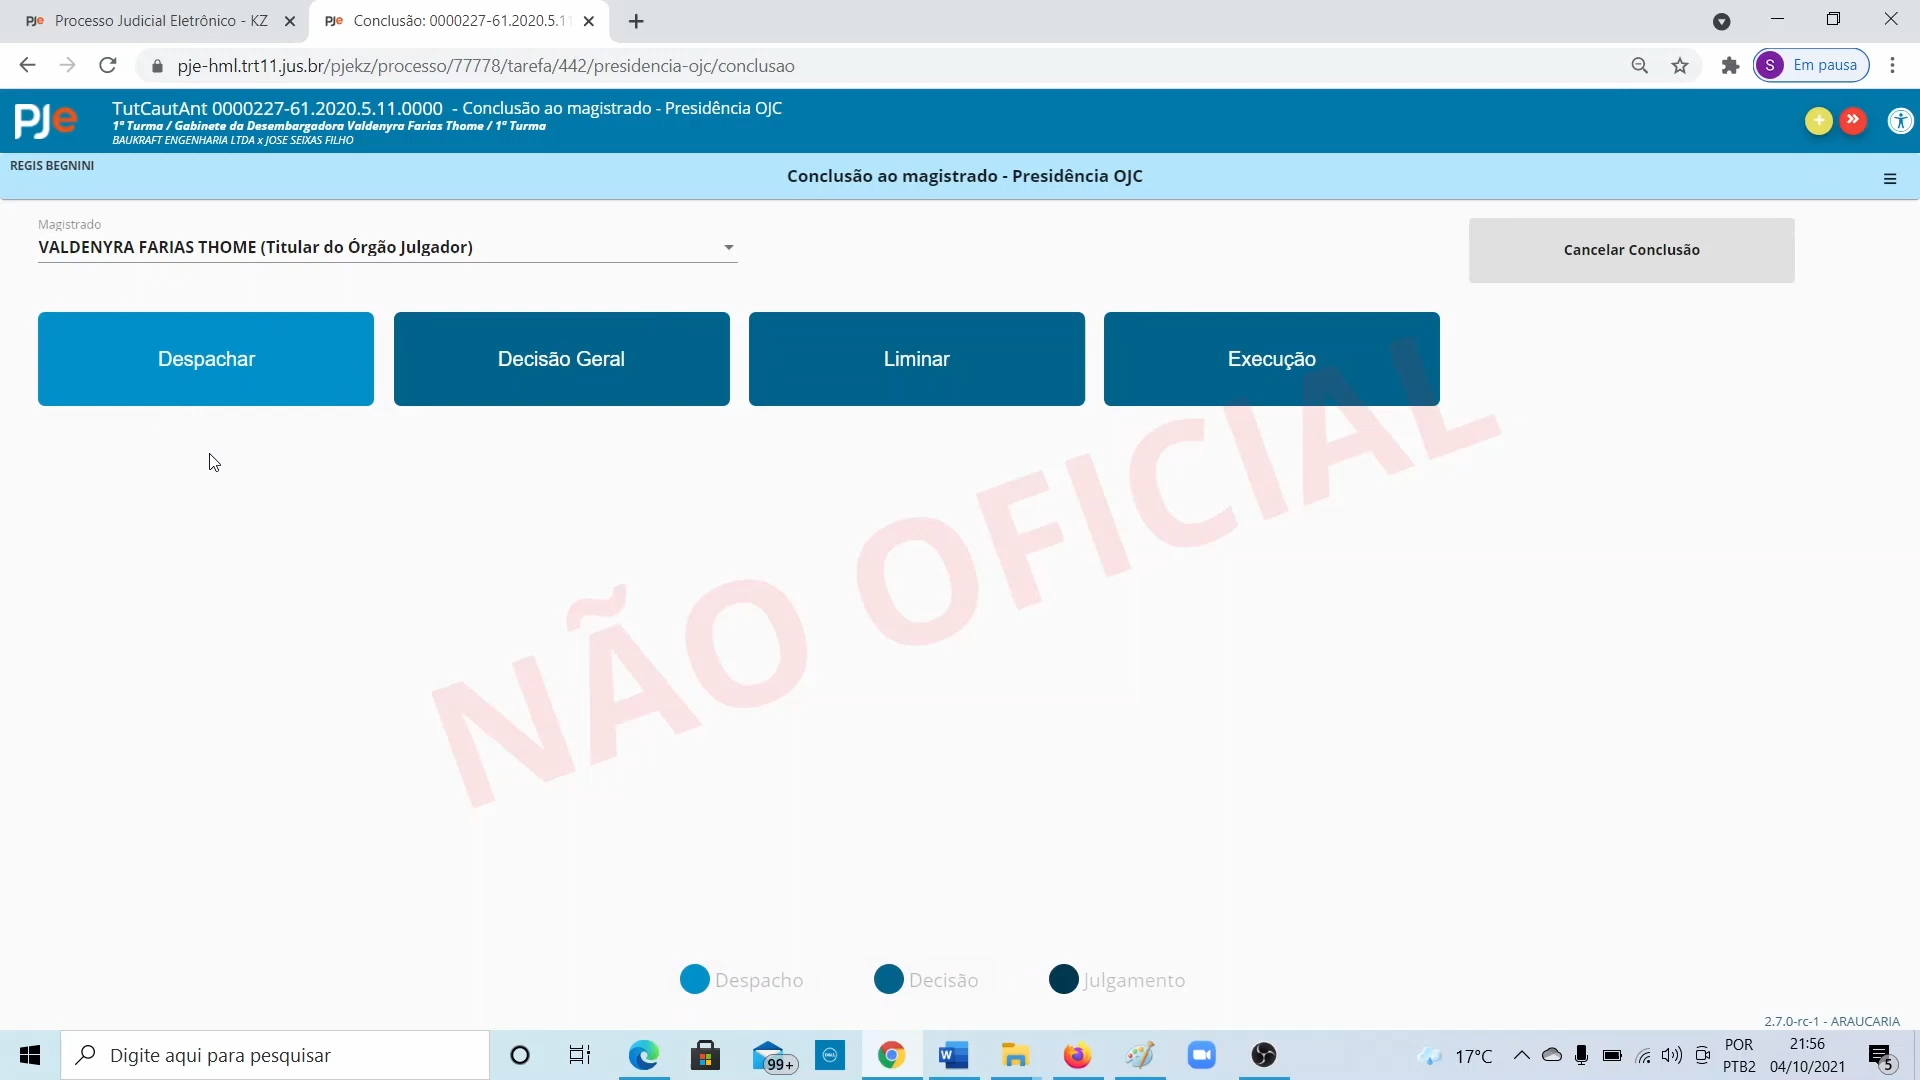 PJe Processo Judicial Eletrônico - KZ
PJe Conclusão: 0000227-61.2020.5.11
pje-hml.trt11.jus.br/pjekz/processo/77778/tarefa/442/presidencia-ojc/conclusao
S Em pausa
PJe
TutCautAnt 0000227-61.2020.5.11.0000 - Conclusão ao magistrado - Presidência OJC
1ª Turma / Gabinete da Desembargadora Valdenyra Farias Thome / 1ª Turma
BAUKRAFT ENGENHARIA LTDA x JOSE SEIXAS FILHO
REGIS BEGNINI
Conclusão ao magistrado - Presidência OJC
Magistrado
VALDENYRA FARIAS THOME (Titular do Órgão Julgador)
Cancelar Conclusão
Despachar
Decisão Geral
Liminar
Execução
NÃO OFICIAL
Despacho
Decisão
Julgamento
2.7.0-rc-1 - ARAUCARIA
Digite aqui para pesquisar
99+
DELL
W
17°C
POR
PTB2
21:56
04/10/2021
5